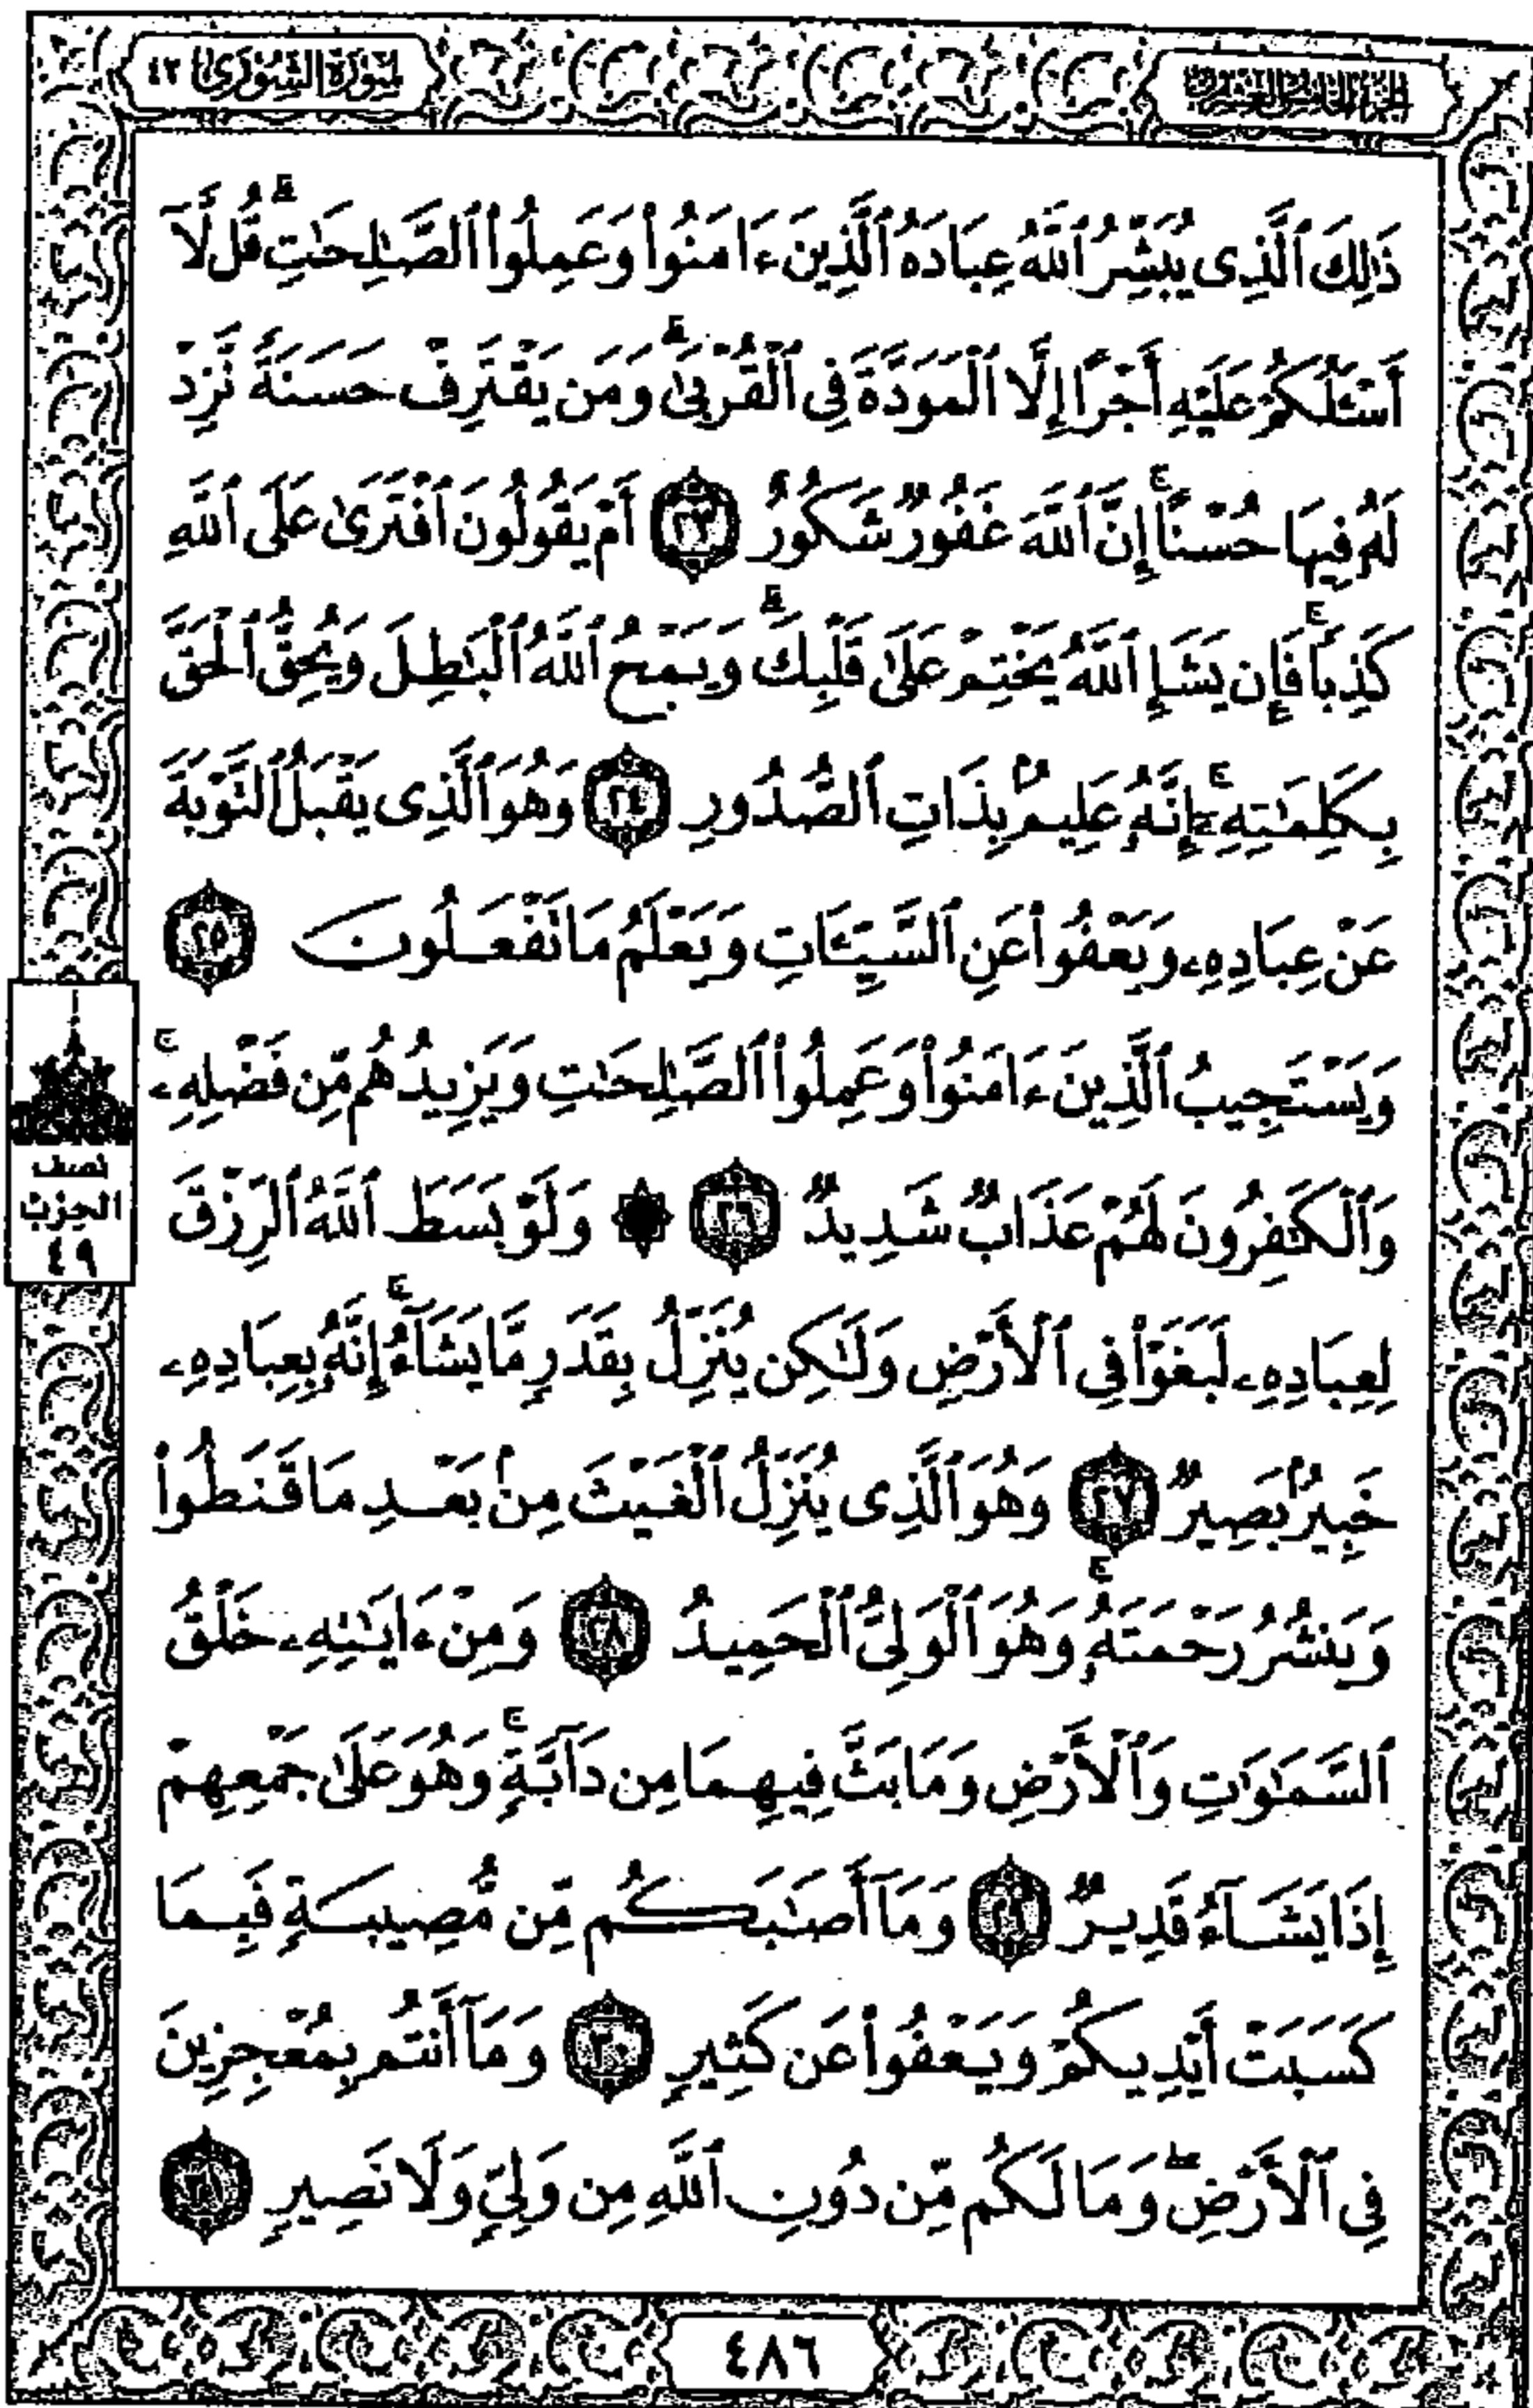 سُورَةُ الشُّورَىٰ ٤٢
الجزء الخامس والعشرون
ذَٰلِكَ ٱلَّذِى يُبَشِّرُ ٱللَّهُ عِبَادَهُ ٱلَّذِينَ ءَامَنُوا۟ وَعَمِلُوا۟ ٱلصَّـٰلِحَـٰتِ ۗ قُل لَّآ
أَسْـَٔلُكُمْ عَلَيْهِ أَجْرًا إِلَّا ٱلْمَوَدَّةَ فِى ٱلْقُرْبَىٰ ۗ وَمَن يَقْتَرِفْ حَسَنَةً نَّزِدْ
لَهُۥ فِيهَا حُسْنًا ۚ إِنَّ ٱللَّهَ غَفُورٌ شَكُورٌ ٢٣ أَمْ يَقُولُونَ ٱفْتَرَىٰ عَلَى ٱللَّهِ
كَذِبًا ۖ فَإِن يَشَإِ ٱللَّهُ يَخْتِمْ عَلَىٰ قَلْبِكَ ۗ وَيَمْحُ ٱللَّهُ ٱلْبَـٰطِلَ وَيُحِقُّ ٱلْحَقَّ
بِكَلِمَـٰتِهِۦٓ ۚ إِنَّهُۥ عَلِيمٌۢ بِذَاتِ ٱلصُّدُورِ ٢٤ وَهُوَ ٱلَّذِى يَقْبَلُ ٱلتَّوْبَةَ
عَنْ عِبَادِهِۦ وَيَعْفُوا۟ عَنِ ٱلسَّيِّـَٔاتِ وَيَعْلَمُ مَا تَفْعَلُونَ ٢٥
وَيَسْتَجِيبُ ٱلَّذِينَ ءَامَنُوا۟ وَعَمِلُوا۟ ٱلصَّـٰلِحَـٰتِ وَيَزِيدُهُم مِّن فَضْلِهِۦ ۚ
وَٱلْكَـٰفِرُونَ لَهُمْ عَذَابٌ شَدِيدٌ ٢٦ ۞ وَلَوْ بَسَطَ ٱللَّهُ ٱلرِّزْقَ
لِعِبَادِهِۦ لَبَغَوْا۟ فِى ٱلْأَرْضِ وَلَـٰكِن يُنَزِّلُ بِقَدَرٍ مَّا يَشَآءُ ۚ إِنَّهُۥ بِعِبَادِهِۦ
خَبِيرٌۢ بَصِيرٌ ٢٧ وَهُوَ ٱلَّذِى يُنَزِّلُ ٱلْغَيْثَ مِنۢ بَعْدِ مَا قَنَطُوا۟
وَيَنشُرُ رَحْمَتَهُۥ ۚ وَهُوَ ٱلْوَلِىُّ ٱلْحَمِيدُ ٢٨ وَمِنْ ءَايَـٰتِهِۦ خَلْقُ
ٱلسَّمَـٰوَٰتِ وَٱلْأَرْضِ وَمَا بَثَّ فِيهِمَا مِن دَآبَّةٍ ۚ وَهُوَ عَلَىٰ جَمْعِهِمْ
إِذَا يَشَآءُ قَدِيرٌ ٢٩ وَمَآ أَصَـٰبَكُم مِّن مُّصِيبَةٍ فَبِمَا
كَسَبَتْ أَيْدِيكُمْ وَيَعْفُوا۟ عَن كَثِيرٍ ٣٠ وَمَآ أَنتُم بِمُعْجِزِينَ
فِى ٱلْأَرْضِ ۖ وَمَا لَكُم مِّن دُونِ ٱللَّهِ مِن وَلِىٍّ وَلَا نَصِيرٍ ٣١
نصف
الحزب
٤٩
٤٨٦